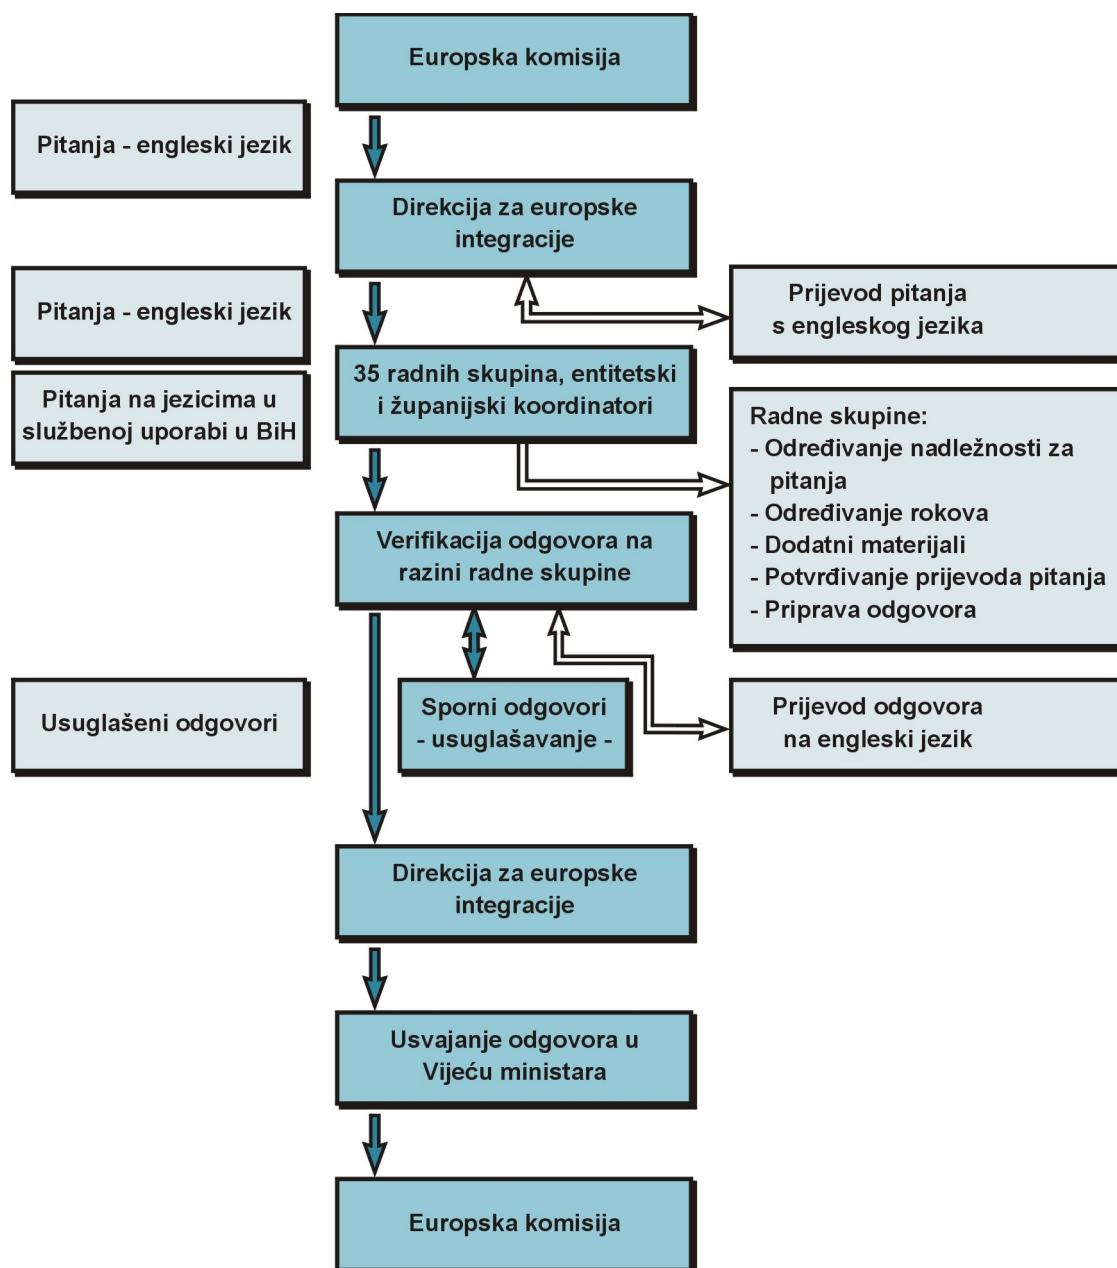 Europska komisija
Pitanja - engleski jezik
Direkcija za europske
integracije
Pitanja - engleski jezik
Prijevod pitanja
s engleskog jezika
35 radnih skupina, entitetski
i županijski koordinatori
Pitanja na jezicima u
službenoj uporabi u BiH
Radne skupine:
- Određivanje nadležnosti za
pitanja
- Određivanje rokova
- Dodatni materijali
- Potvrđivanje prijevoda pitanja
- Priprava odgovora
Verifikacija odgovora na
razini radne skupine
Usuglašeni odgovori
Sporni odgovori
- usuglašavanje -
Prijevod odgovora
na engleski jezik
Direkcija za europske
integracije
Usvajanje odgovora u
Vijeću ministara
Europska komisija